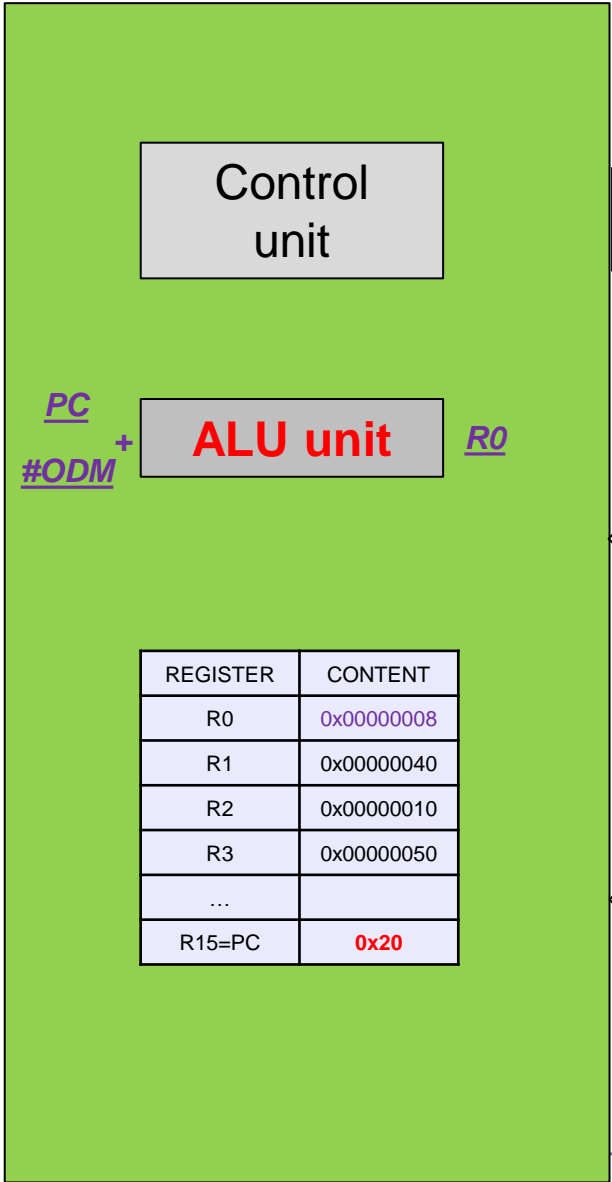 Control
unit
PC
+
#ODM
ALU unit
R0
REGISTER CONTENT
R0 0x00000008
R1 0x00000040
R2 0x00000010
R3 0x00000050
…
R15=PC 0x20